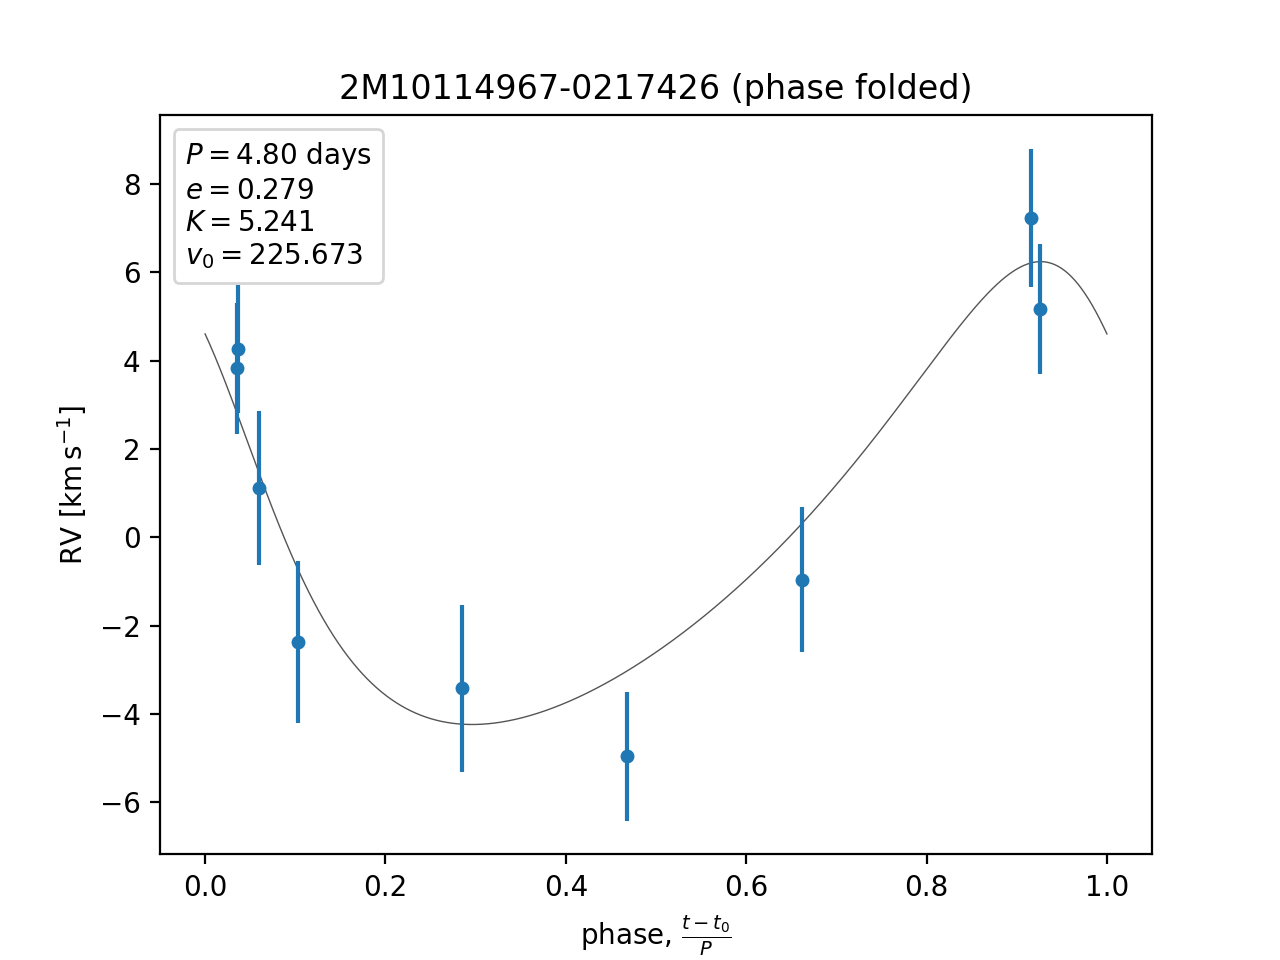 2M10114967-0217426 (phase folded)
P = 4.80 days
e = 0.279
K = 5.241
v₀ = 225.673
8
6
4
2
0
−2
−4
−6
RV [km s⁻¹]
0.0 0.2 0.4 0.6 0.8 1.0
phase, (t − t₀)/P